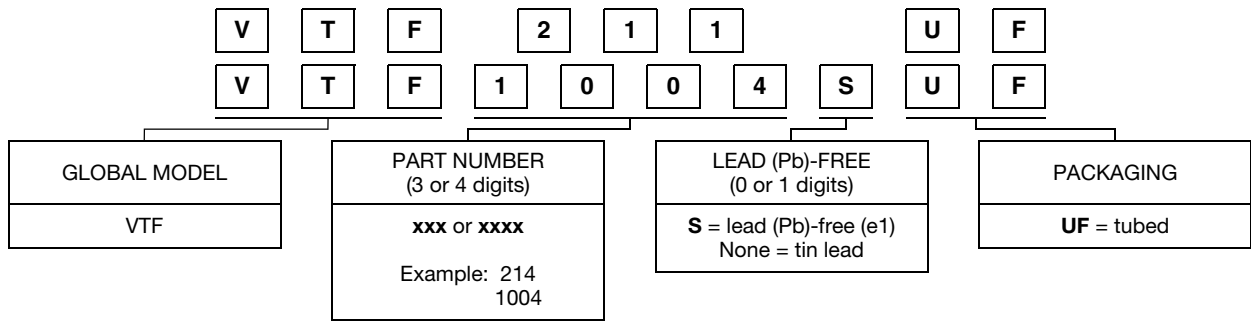 V T F 2 1 1 U F
V T F 1 0 0 4 S U F
GLOBAL MODEL
VTF
PART NUMBER
(3 or 4 digits)
xxx or xxxx
Example: 214
1004
LEAD (Pb)-FREE
(0 or 1 digits)
S = lead (Pb)-free (e1)
None = tin lead
PACKAGING
UF = tubed